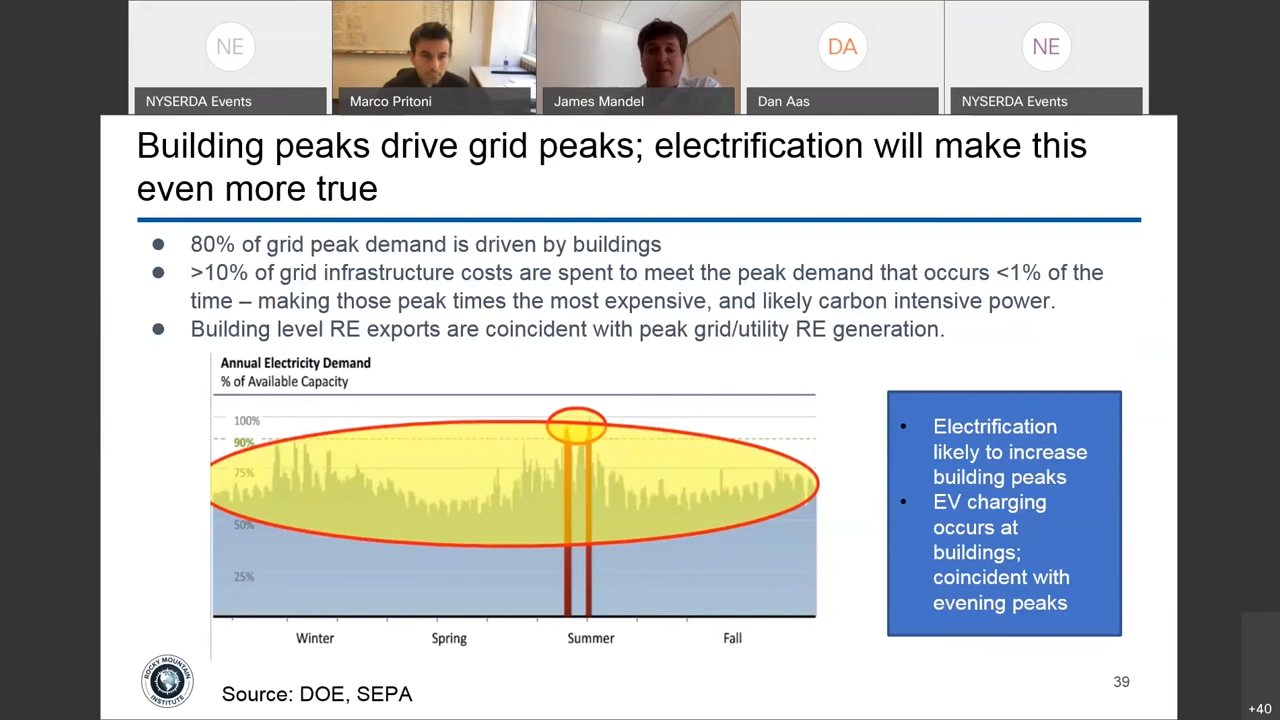 NE
DA
NE
NYSERDA Events
Marco Pritoni
James Mandel
Dan Aas
NYSERDA Events
Building peaks drive grid peaks; electrification will make this
even more true
● 80% of grid peak demand is driven by buildings
● >10% of grid infrastructure costs are spent to meet the peak demand that occurs <1% of the
time – making those peak times the most expensive, and likely carbon intensive power.
● Building level RE exports are coincident with peak grid/utility RE generation.
Annual Electricity Demand
% of Available Capacity
100%
90%
75%
50%
25%
Winter
Spring
Summer
Fall
• Electrification
likely to increase
building peaks
• EV charging
occurs at
buildings;
coincident with
evening peaks
ROCKY MOUNTAIN
INSTITUTE
Source: DOE, SEPA
39
+40